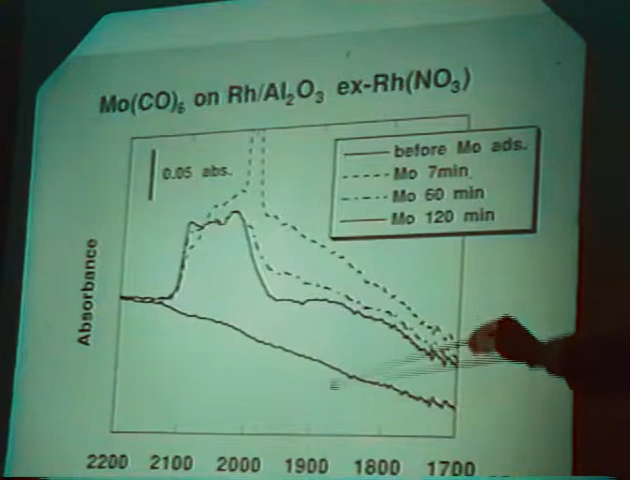 Mo(CO)₆ on Rh/Al₂O₃ ex-Rh(NO₃)
0.05 abs.
before Mo ads.
Mo 7min.
Mo 60 min
Mo 120 min
Absorbance
2200 2100 2000 1900 1800 1700